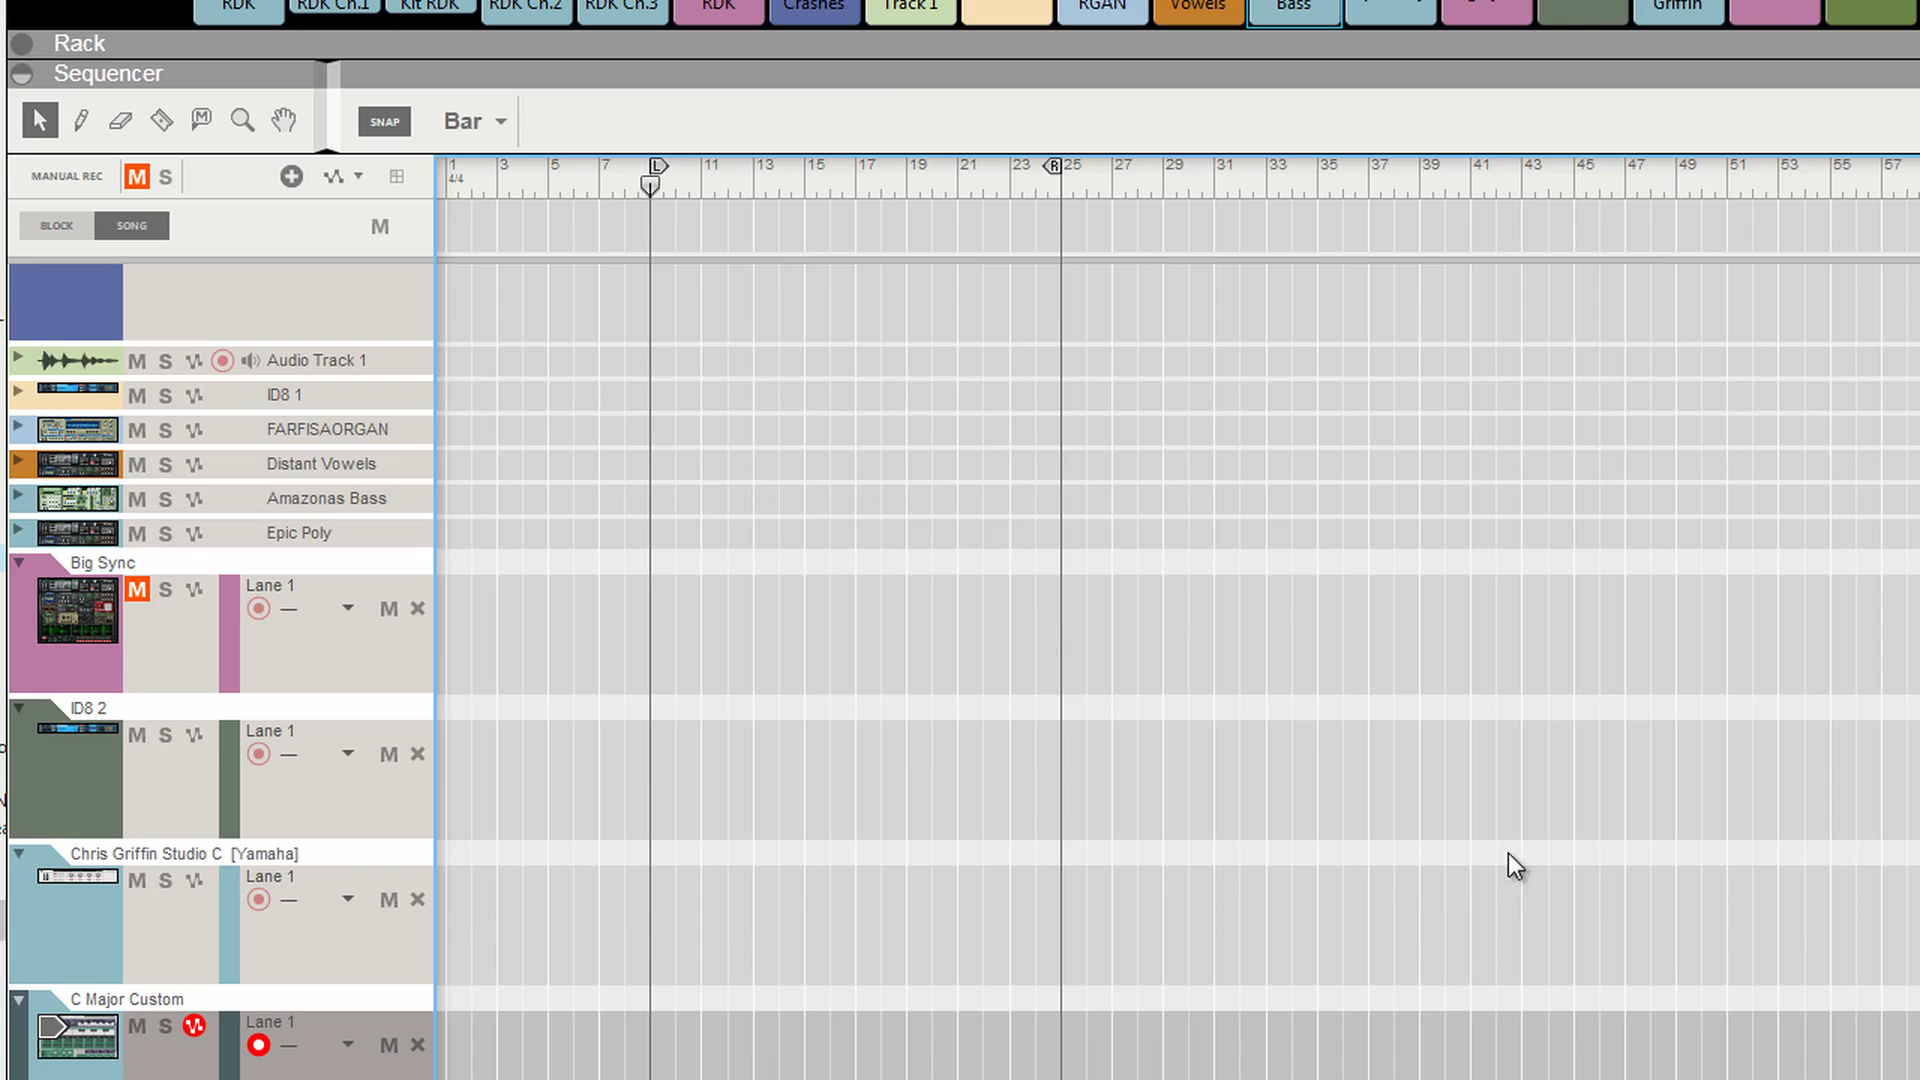 RDK RDK Ch.1 Kit RDK RDK Ch.2 RDK Ch.3 RDK Crashes Track 1 RGAN Vowels Bass Griffin
Rack
Sequencer
SNAP Bar
MANUAL REC M S
1 3 5 7 L 11 13 15 17 19 21 23 R 25 27 29 31 33 35 37 39 41 43 45 47 49 51 53 55 57
4/4
BLOCK SONG M
M S Audio Track 1
M S ID8 1
M S FARFISAORGAN
M S Distant Vowels
M S Amazonas Bass
M S Epic Poly
Big Sync
M S Lane 1
— M
ID8 2
M S Lane 1
— M
Chris Griffin Studio C [Yamaha]
M S Lane 1
— M
C Major Custom
M S Lane 1
— M